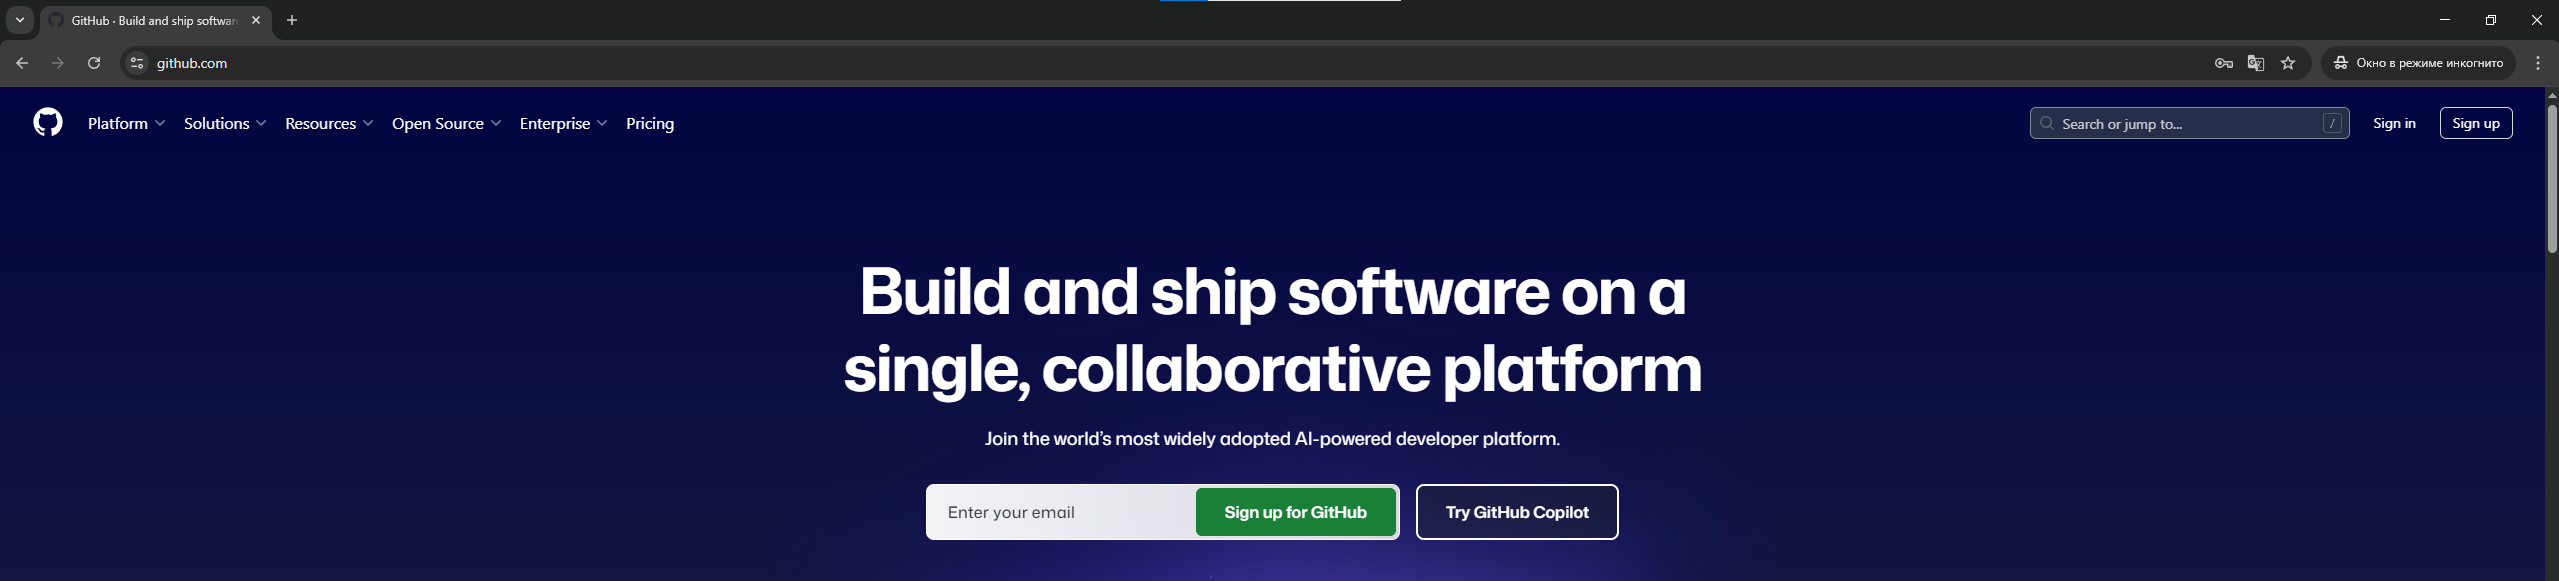 GitHub · Build and ship software
github.com
Окно в режиме инкогнито
Platform Solutions Resources Open Source Enterprise Pricing
Search or jump to... /
Sign in
Sign up
Build and ship software on a
single, collaborative platform
Join the world’s most widely adopted AI-powered developer platform.
Enter your email
Sign up for GitHub
Try GitHub Copilot